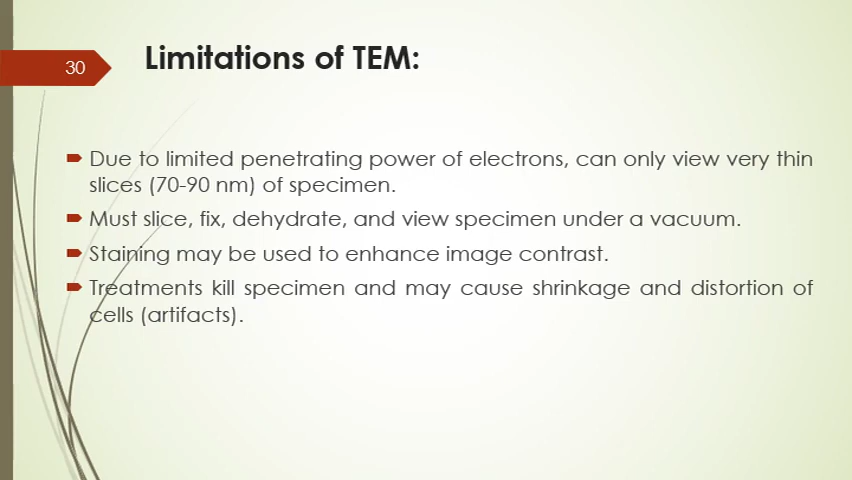 30
Limitations of TEM:
Due to limited penetrating power of electrons, can only view very thin
slices (70-90 nm) of specimen.
Must slice, fix, dehydrate, and view specimen under a vacuum.
Staining may be used to enhance image contrast.
Treatments kill specimen and may cause shrinkage and distortion of
cells (artifacts).